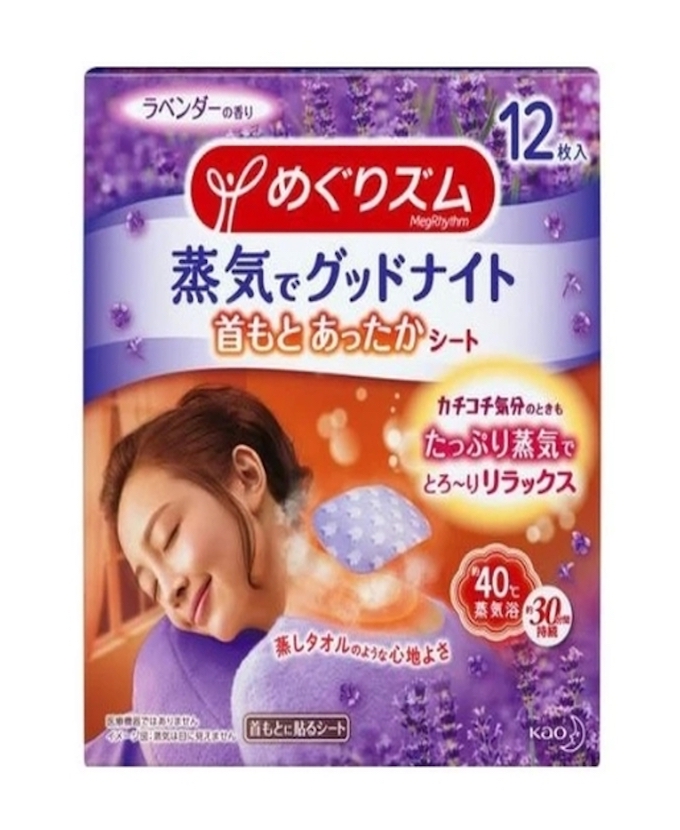 ラベンダーの香り
12枚入
めぐりズム
MegRhythm
蒸気でグッドナイト
首もと あったか シート
カチコチ気分のときも
たっぷり蒸気で
とろ〜りリラックス
約40℃
蒸気浴
約30分間
持続
蒸しタオルのような心地よさ
医療機器ではありません
イメージ図:蒸気は目に見えません
首もとに貼るシート
Kao